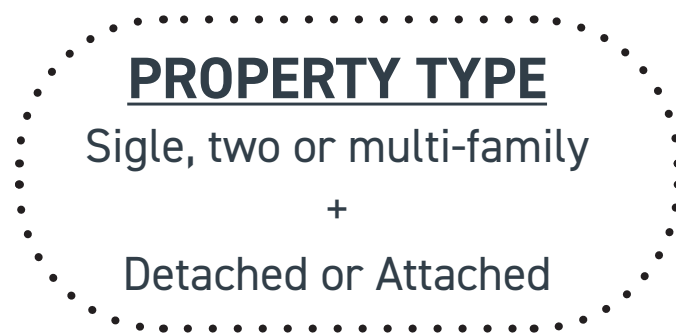 PROPERTY TYPE
Sigle, two or multi-family
+
Detached or Attached